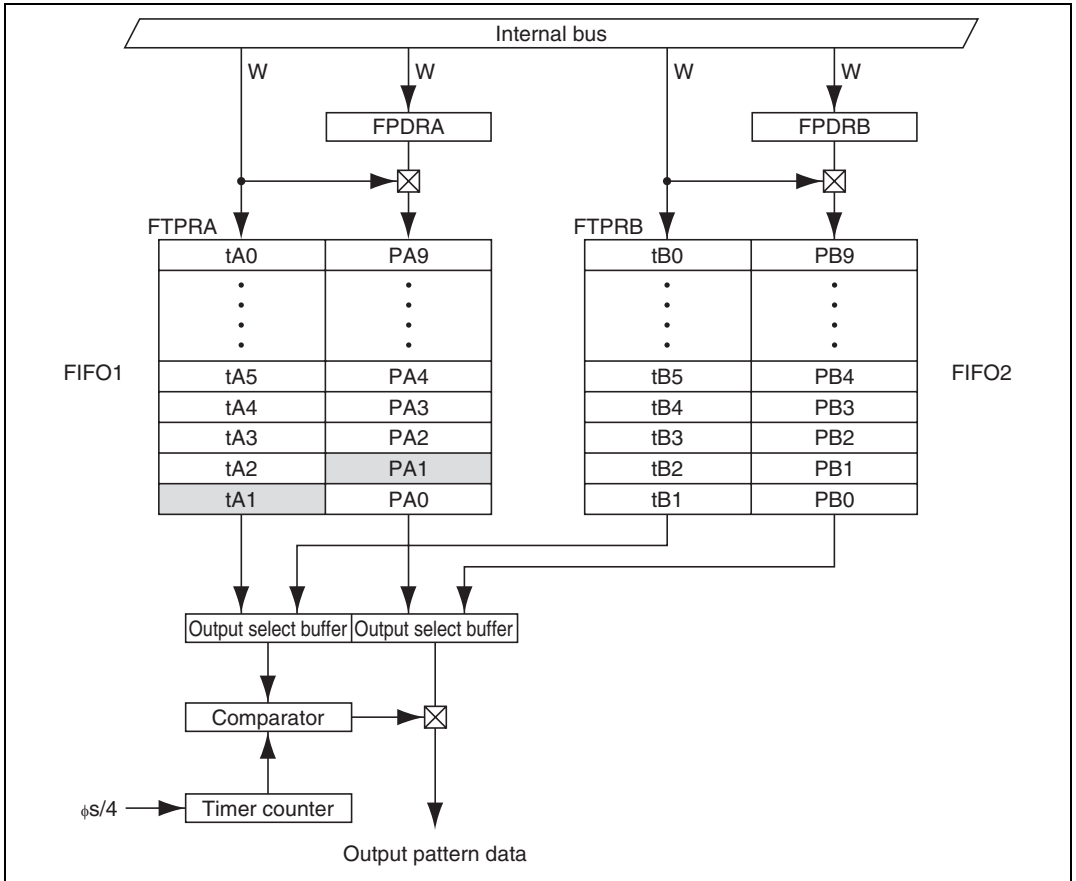 Internal bus
W W W W
FPDRA FPDRB
FTPRA FTPRB
tA0 PA9 tB0 PB9
FIFO1 tA5 PA4 tB5 PB4 FIFO2
tA4 PA3 tB4 PB3
tA3 PA2 tB3 PB2
tA2 PA1 tB2 PB1
tA1 PA0 tB1 PB0
Output select buffer Output select buffer
Comparator
ϕs/4 Timer counter
Output pattern data